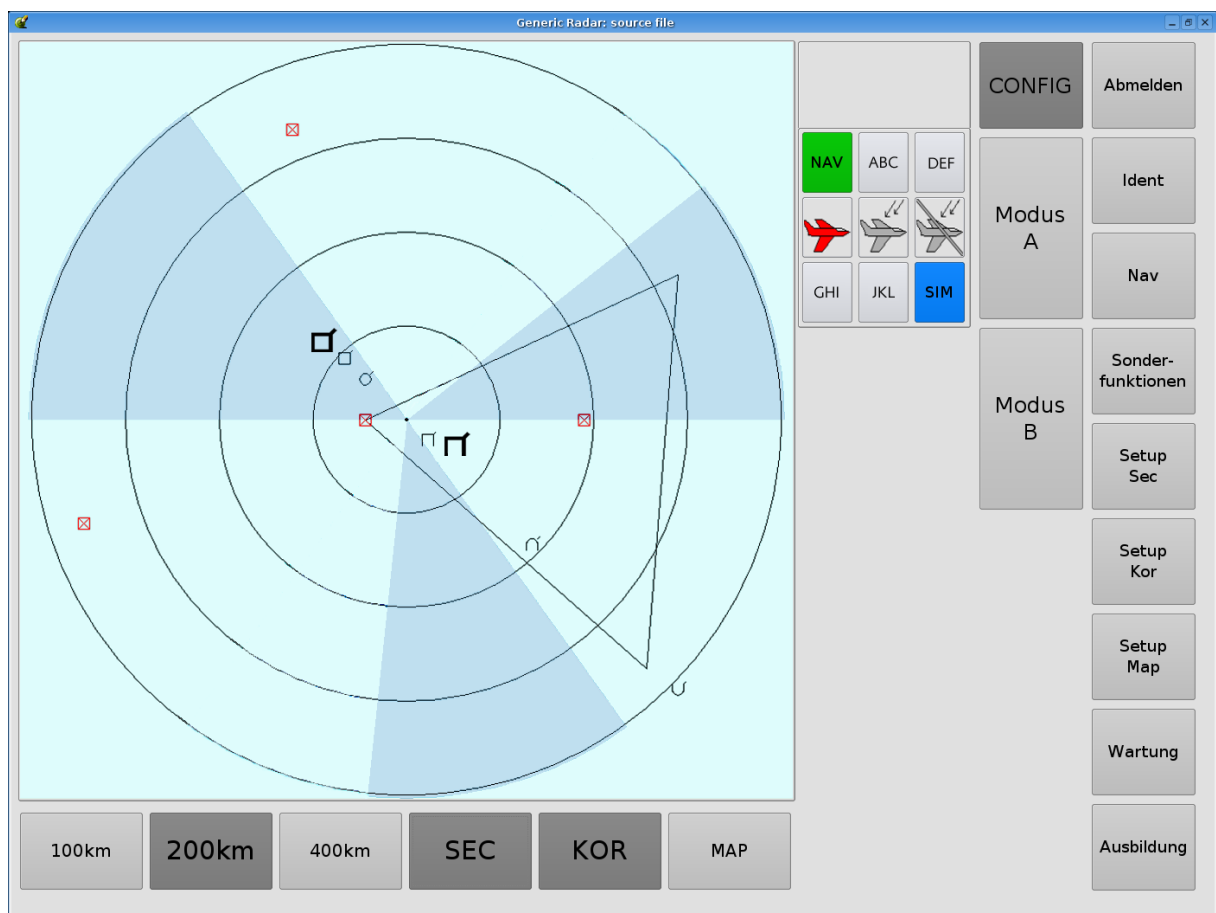 Generic Radar: source file
CONFIG
Abmelden
NAV
ABC
DEF
Modus
A
Ident
Nav
GHI
JKL
SIM
Modus
B
Sonder-
funktionen
Setup
Sec
Setup
Kor
Setup
Map
Wartung
Ausbildung
100km
200km
400km
SEC
KOR
MAP